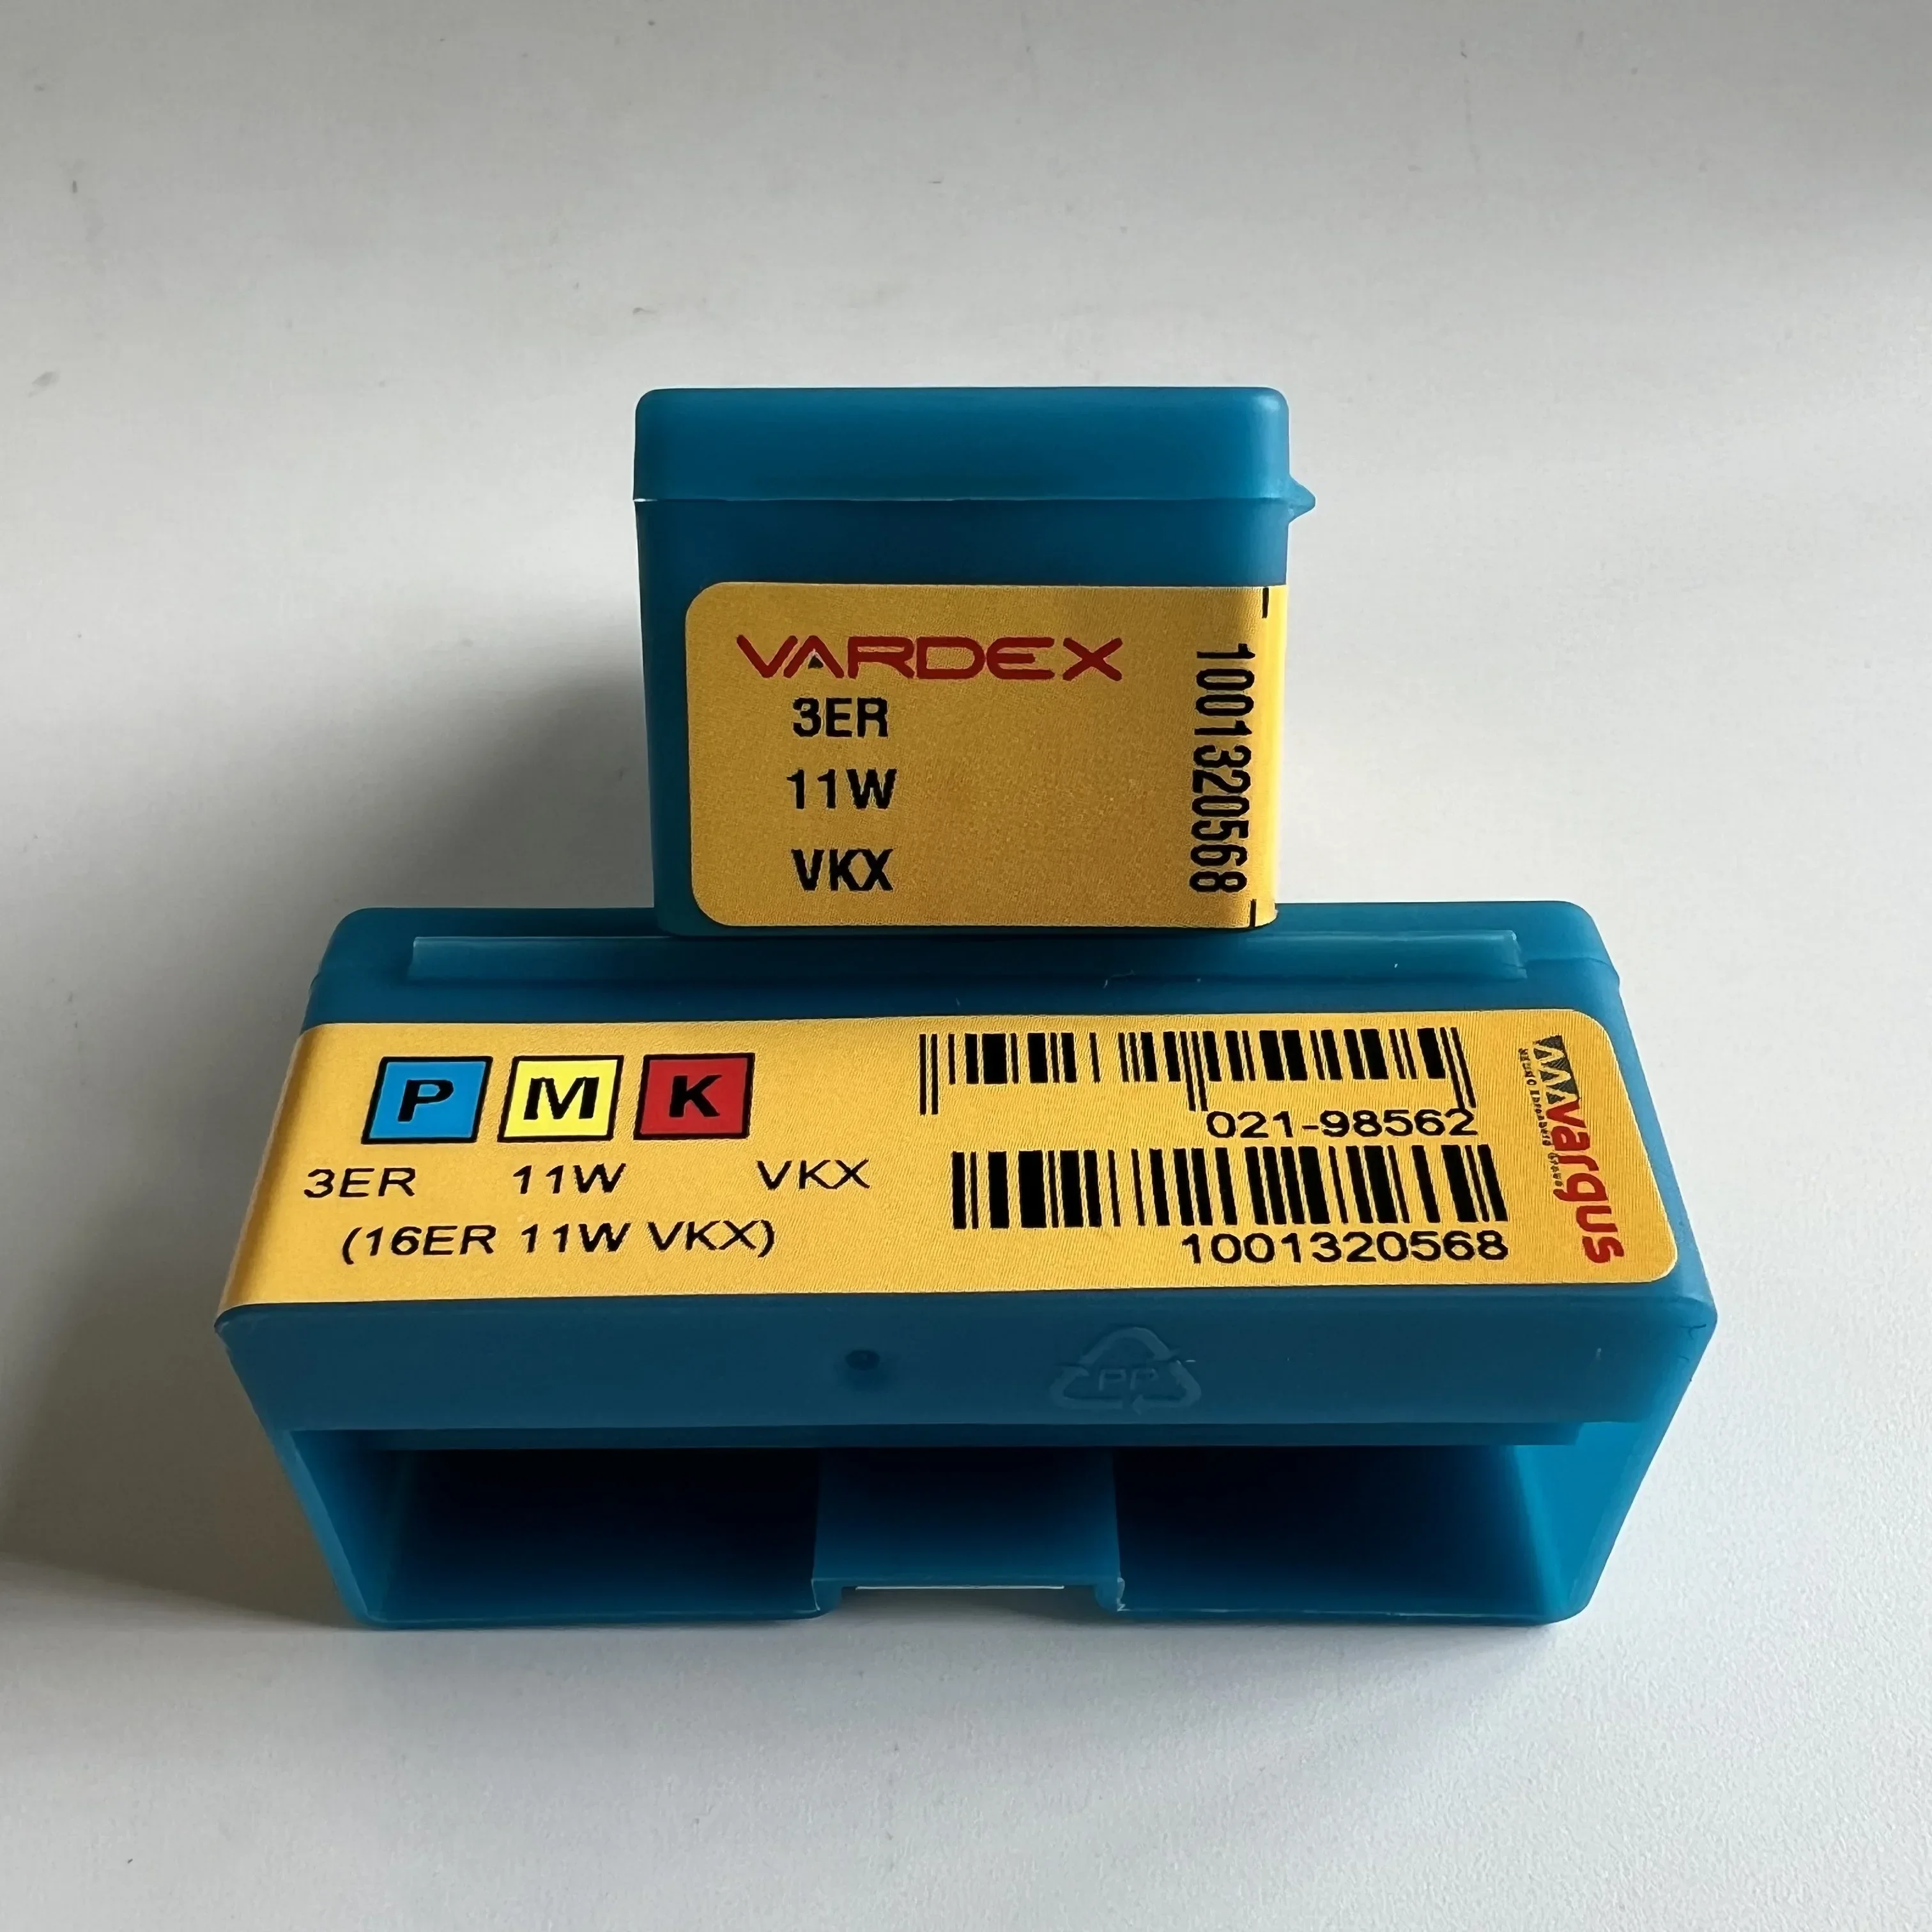 VARDEX
3ER
11W
VKX
1001320568
P M K
3ER 11W VKX
(16ER 11W VKX)
021-98562
1001320568
vargus
PP